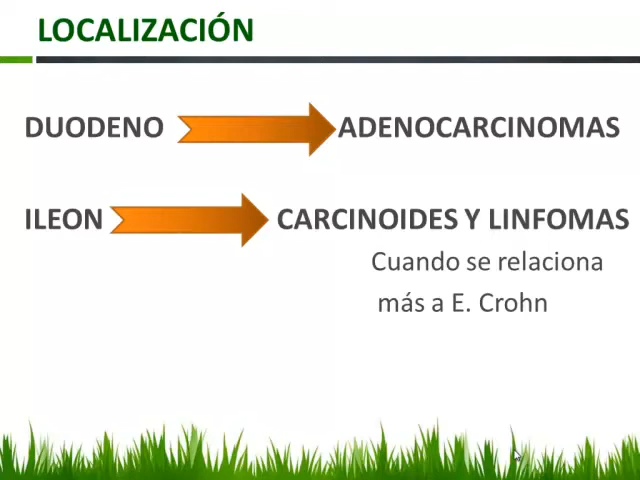 LOCALIZACIÓN
DUODENO ADENOCARCINOMAS
ILEON CARCINOIDES Y LINFOMAS
Cuando se relaciona
más a E. Crohn